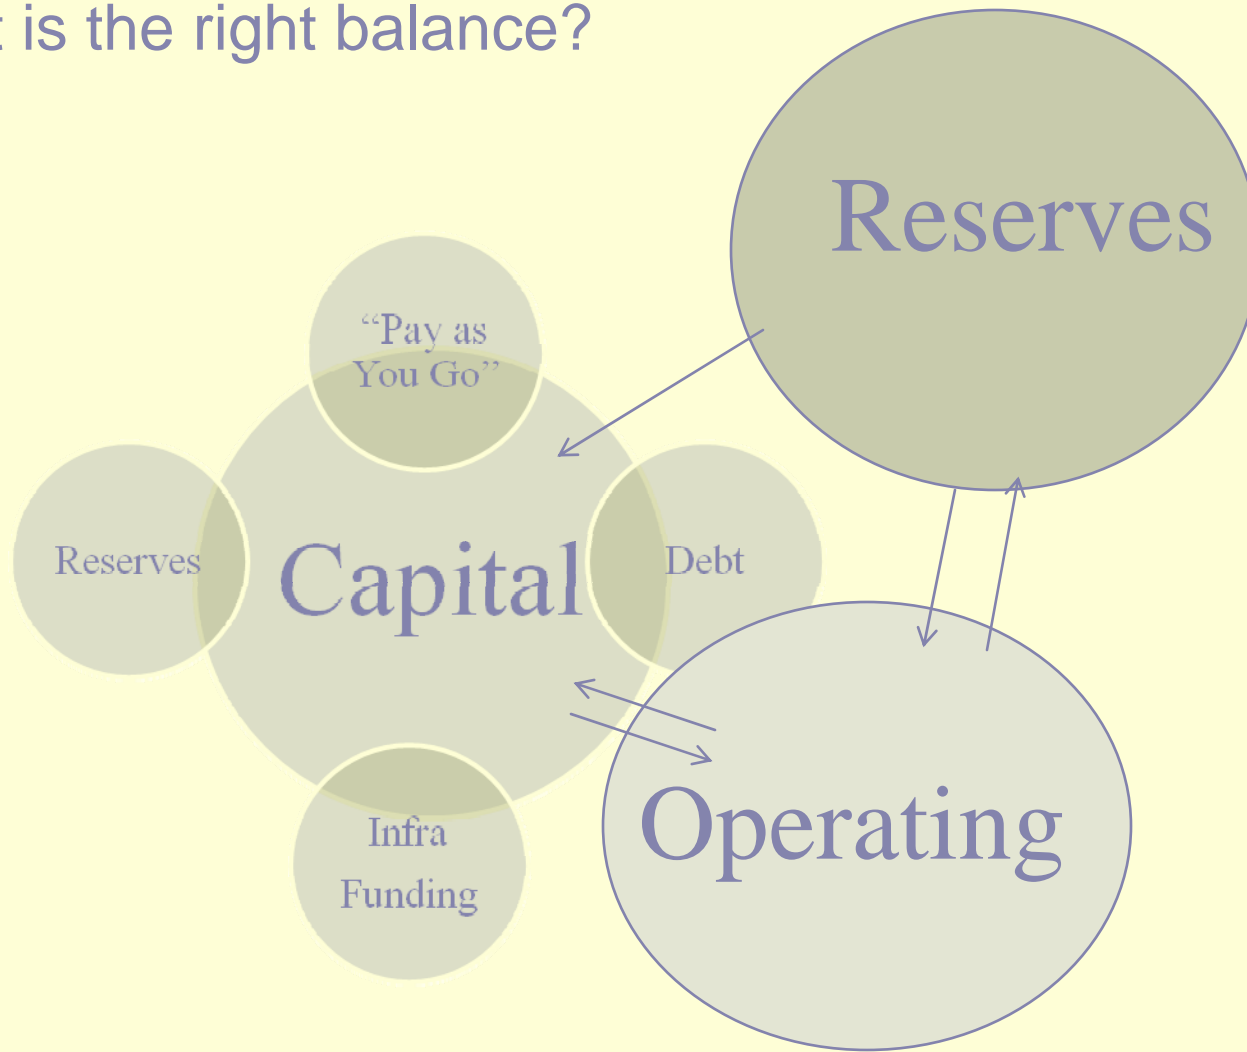 t is the right balance?
Reserves
“Pay as
You Go”
Reserves
Capital
Debt
Operating
Infra
Funding